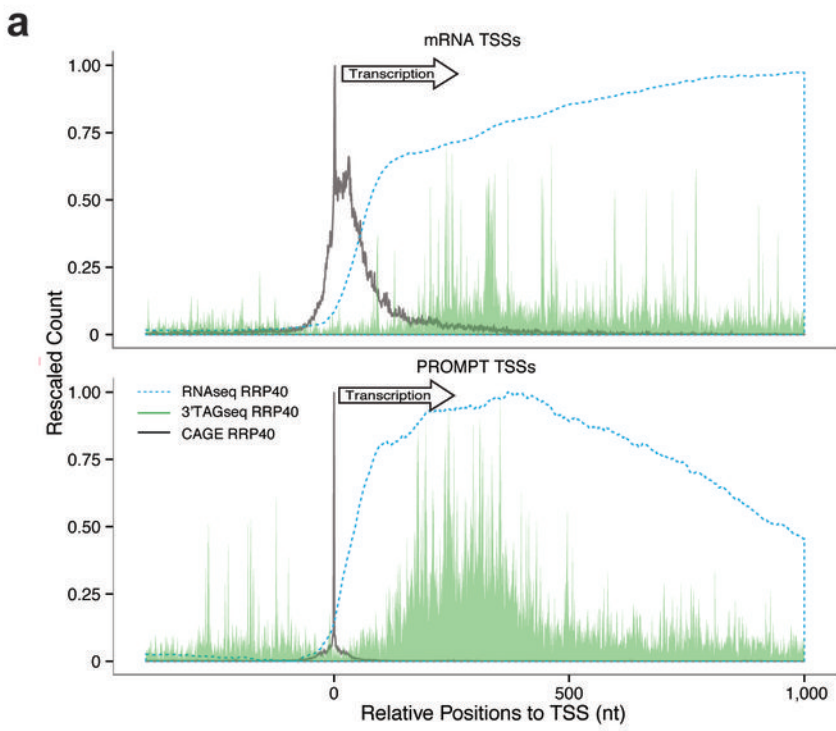 a
mRNA TSSs
1.00
Transcription
0.75
0.50
0.25
0
Rescaled Count
PROMPT TSSs
1.00
Transcription
RNAseq RRP40
3'TAGseq RRP40
CAGE RRP40
0.75
0.50
0.25
0
0
500
1,000
Relative Positions to TSS (nt)